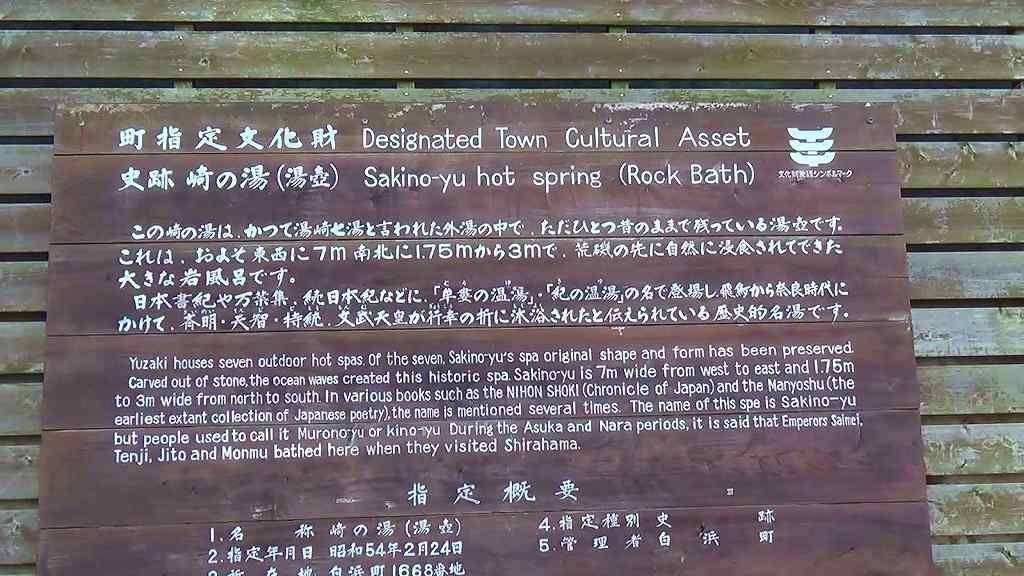 町指定文化財 Designated Town Cultural Asset
史跡 崎の湯(湯壺) Sakino-yu hot spring (Rock Bath)
文化財愛護シンボルマーク
この崎の湯は、かつて湯崎七湯と言われた外湯の中で、ただひとつ昔のままで残っている湯壺です。
これは、およそ東西に7m 南北に1.75mから3mで、荒磯の先に自然に浸食されてできた
大きな岩風呂です。
日本書紀や万葉集、続日本紀などに、「牟婁の温湯」・「紀の温湯」の名で登場し飛鳥から奈良時代に
かけて、斉明・天智・持統、文武天皇が行幸の折に沐浴されたと伝えられている歴史的名湯です。
Yuzaki houses seven outdoor hot spas. Of the seven, Sakino-yu's spa original shape and form has been preserved.
Carved out of stone, the ocean waves created this historic spa. Sakino-yu is 7m wide from west to east and 1.75m
to 3m wide from north to south. In various books such as the NIHON SHOKI (Chronicle of Japan) and the Manyoshu (the
earliest extant collection of Japanese poetry), the name is mentioned several times. The name of this spe is Sakino-yu
but people used to call it Murono-yu or kino-yu During the Asuka and Nara periods, it is said that Emperors Saimei,
Tenji, Jito and Monmu bathed here when they visited Shirahama.
指定概要
1.名 称 崎の湯(湯壺)
2.指定年月日 昭和54年2月24日
3.所在地 白浜町1668番地
4.指定種別 史 跡
5.管理者 白 浜 町